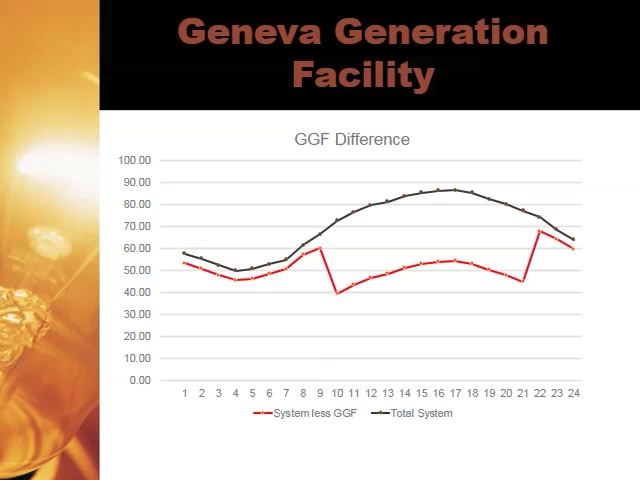 Geneva Generation
Facility
GGF Difference
100.00
90.00
80.00
70.00
60.00
50.00
40.00
30.00
20.00
10.00
0.00
1 2 3 4 5 6 7 8 9 10 11 12 13 14 15 16 17 18 19 20 21 22 23 24
System less GGF Total System